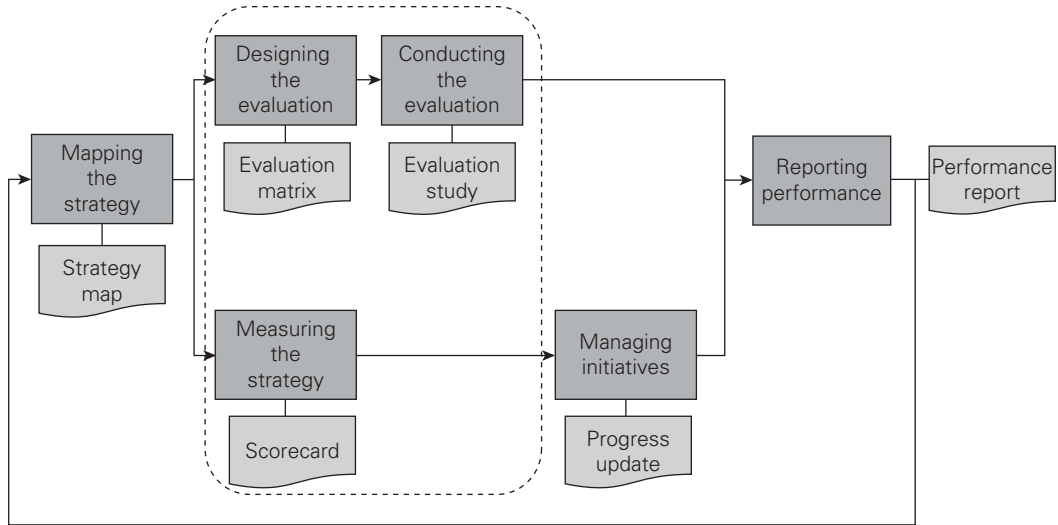 Mapping
the
strategy
Strategy
map
Designing
the
evaluation
Evaluation
matrix
Conducting
the
evaluation
Evaluation
study
Measuring
the
strategy
Scorecard
Managing
initiatives
Progress
update
Reporting
performance
Performance
report